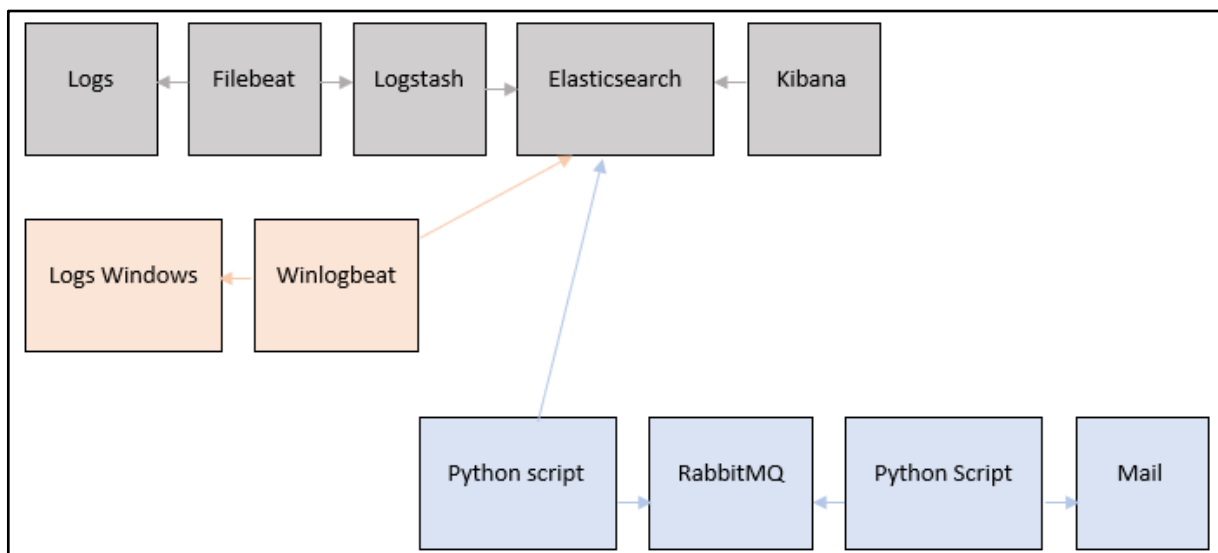 Logs
Filebeat
Logstash
Elasticsearch
Kibana
Logs Windows
Winlogbeat
Python script
RabbitMQ
Python Script
Mail